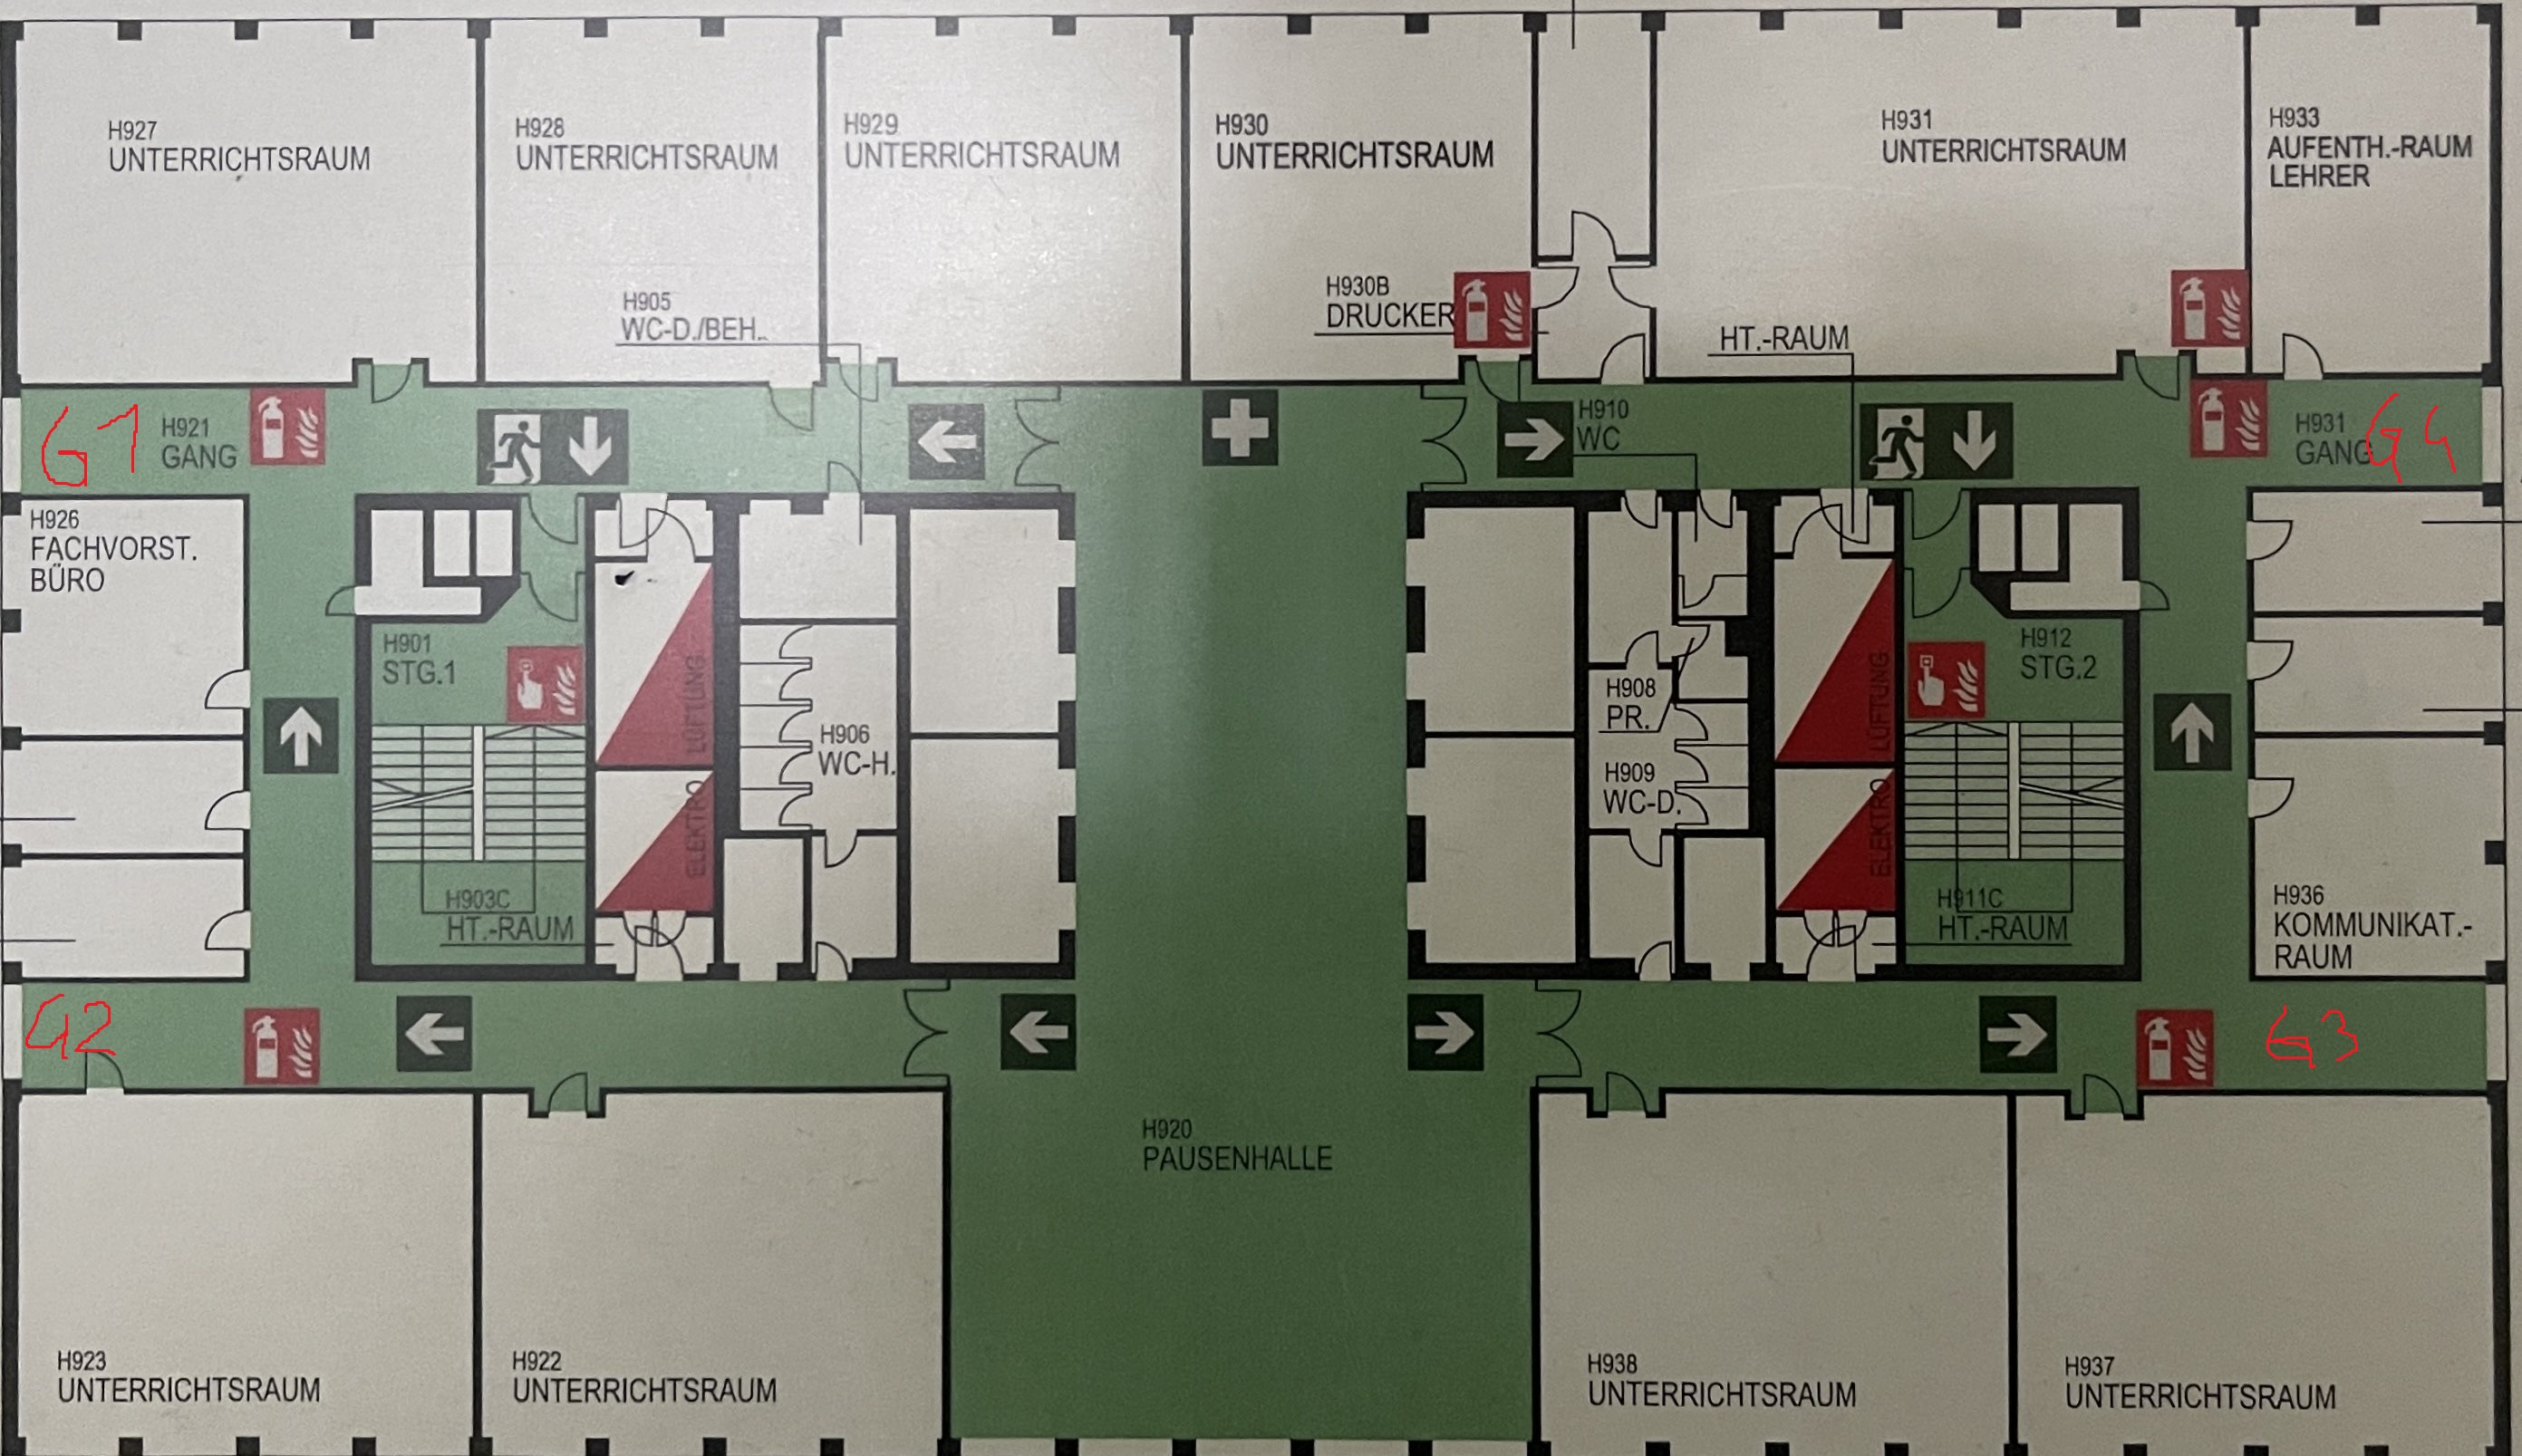 H927
UNTERRICHTSRAUM
H928
UNTERRICHTSRAUM
H929
UNTERRICHTSRAUM
H930
UNTERRICHTSRAUM
H931
UNTERRICHTSRAUM
H933
AUFENTH.-RAUM
LEHRER
H905
WC-D./BEH.
H930B
DRUCKER
HT.-RAUM
G1
H921
GANG
H910
WC
H931
GANG
G4
H926
FACHVORST.
BÜRO
H901
STG.1
LÜFTUNG
ELEKTRO
H906
WC-H.
H908
PR.
H909
WC-D.
LÜFTUNG
ELEKTRO
H912
STG.2
H903C
HT.-RAUM
H911C
HT.-RAUM
H936
KOMMUNIKAT.-
RAUM
G2
G3
H920
PAUSENHALLE
H923
UNTERRICHTSRAUM
H922
UNTERRICHTSRAUM
H938
UNTERRICHTSRAUM
H937
UNTERRICHTSRAUM